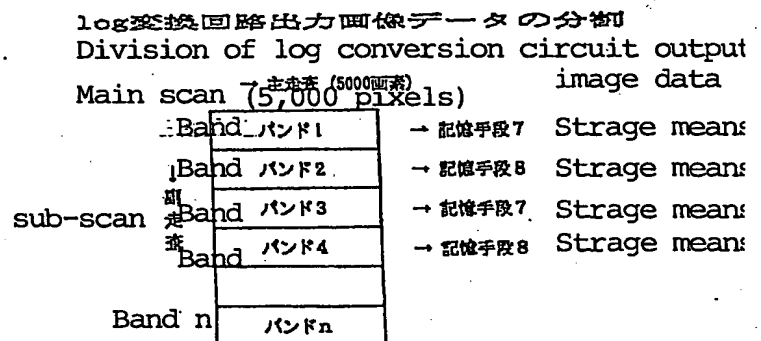 log変換回路出力画像データの分割
Division of log conversion circuit output
image data
→ 主走査 (5000画素)
Main scan (5,000 pixels)
Band バンド1 → 記憶手段7 Strage means
Band バンド2 → 記憶手段8 Strage means
sub-scan 副走査
Band バンド3 → 記憶手段7 Strage means
Band バンド4 → 記憶手段8 Strage means
Band n バンドn